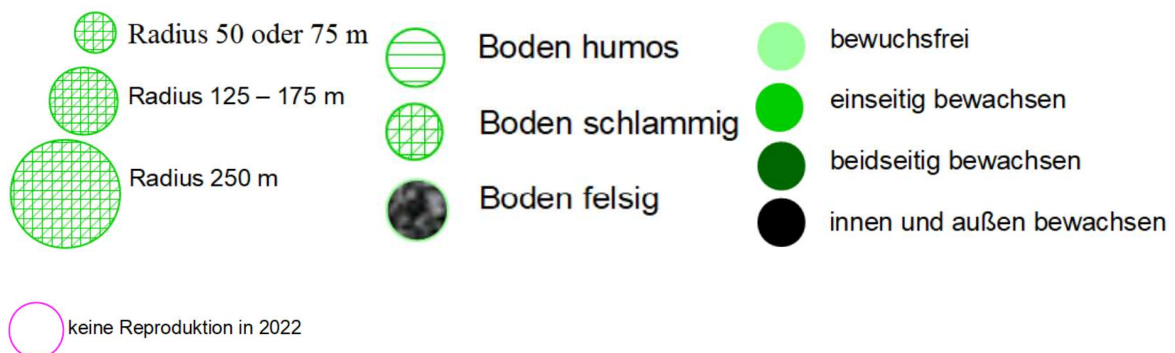 Radius 50 oder 75 m
Radius 125 – 175 m
Radius 250 m
Boden humos
Boden schlammig
Boden felsig
bewuchsfrei
einseitig bewachsen
beidseitig bewachsen
innen und außen bewachsen
keine Reproduktion in 2022